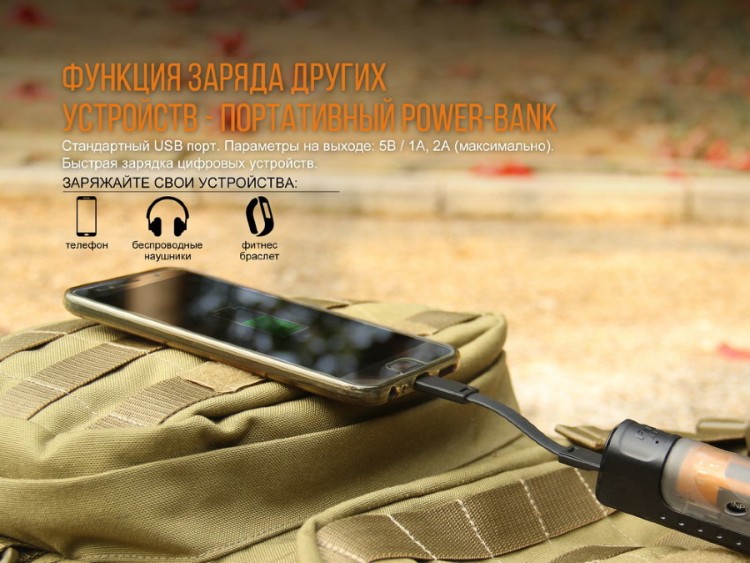 ФУНКЦИЯ ЗАРЯДА ДРУГИХ
УСТРОЙСТВ - ПОРТАТИВНЫЙ POWER-BANK
Стандартный USB порт. Параметры на выходе: 5В / 1А, 2А (максимально).
Быстрая зарядка цифровых устройств.
ЗАРЯЖАЙТЕ СВОИ УСТРОЙСТВА:
телефон
беспроводные
наушники
фитнес
браслет